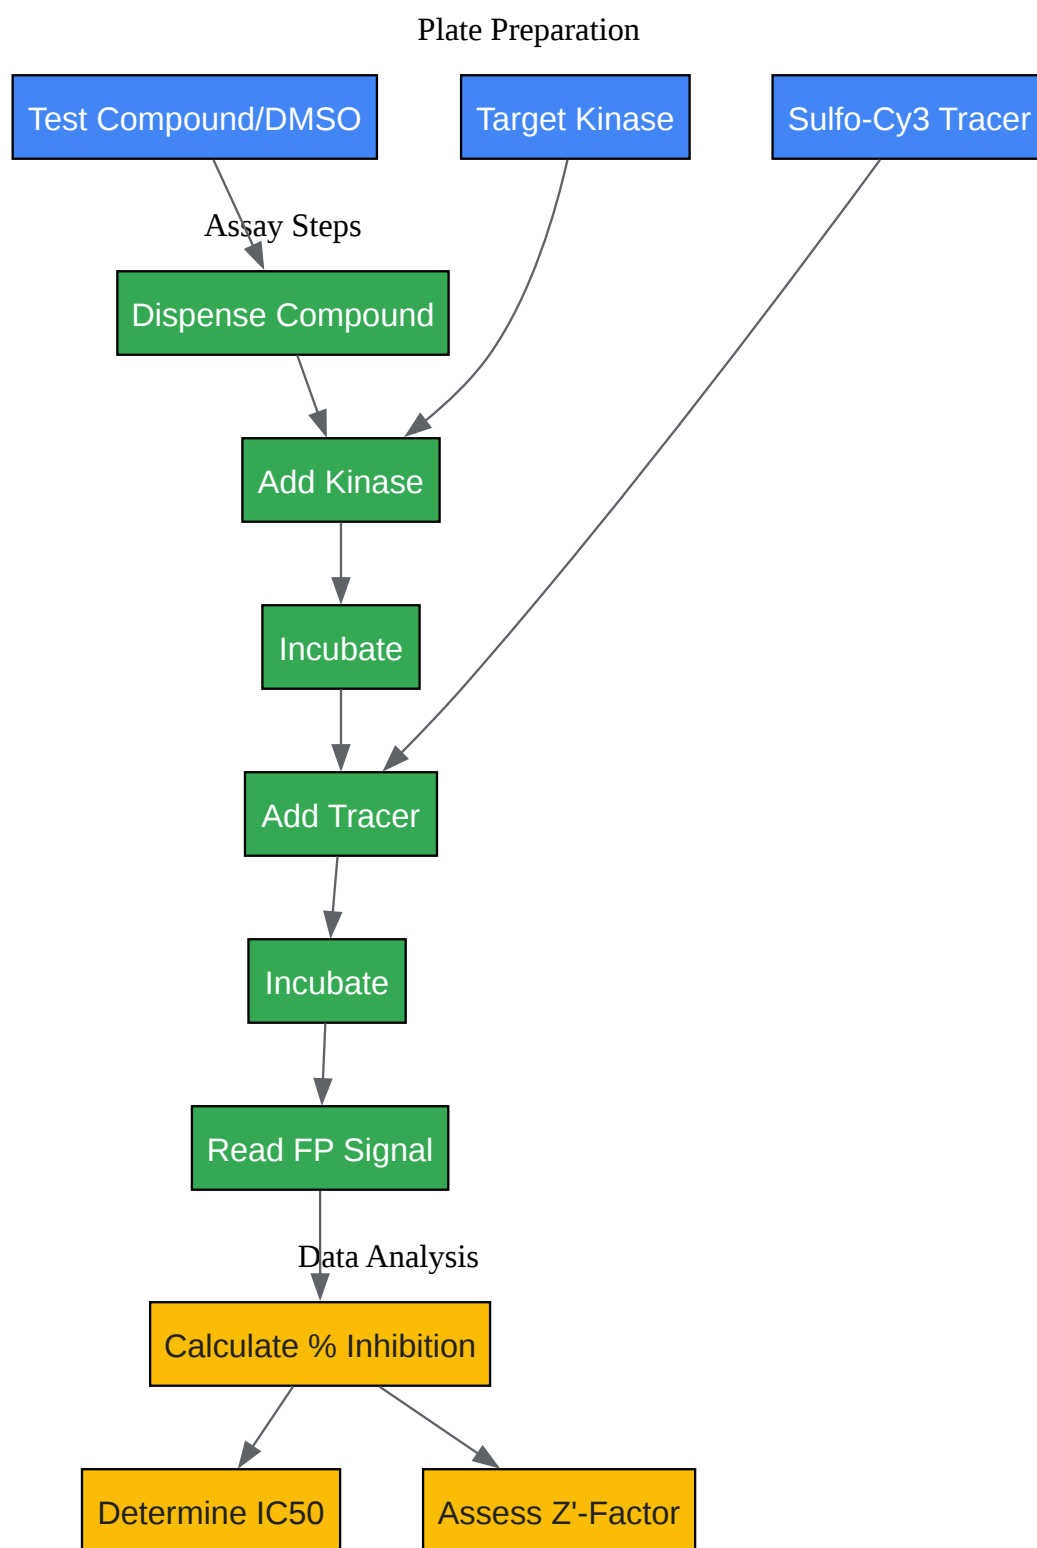 Plate Preparation
Test Compound/DMSO
Target Kinase
Sulfo-Cy3 Tracer
Assay Steps
Dispense Compound
Add Kinase
Incubate
Add Tracer
Incubate
Read FP Signal
Data Analysis
Calculate % Inhibition
Determine IC50
Assess Z'-Factor